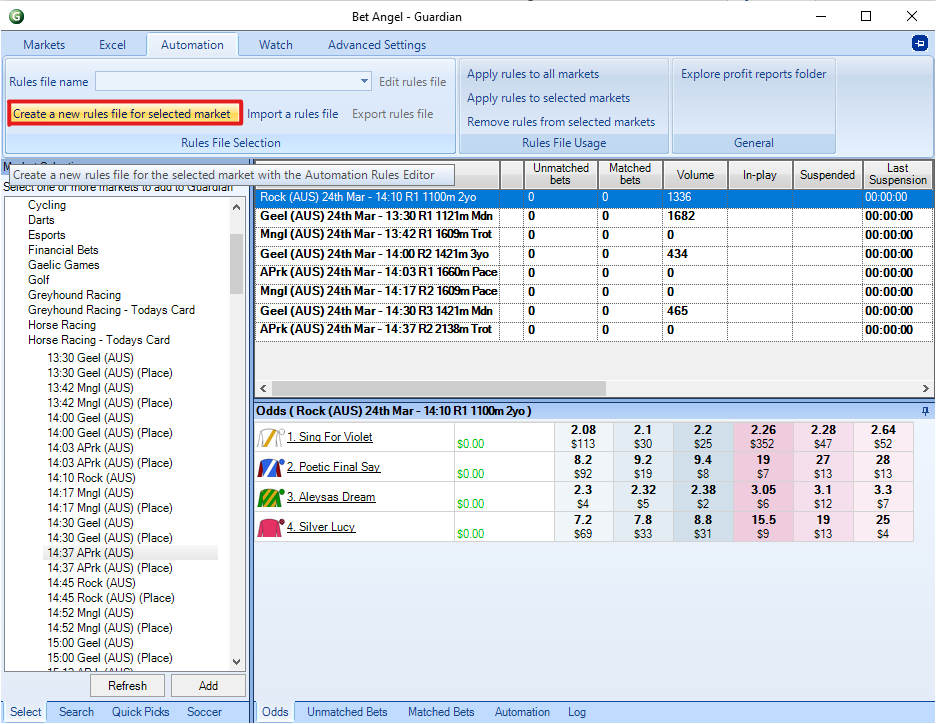 G Bet Angel - Guardian
Markets Excel Automation Watch Advanced Settings
Rules file name Edit rules file
Create a new rules file for selected market Import a rules file Export rules file
Rules File Selection
Apply rules to all markets
Apply rules to selected markets
Remove rules from selected markets
Rules File Usage
Explore profit reports folder
General
Create a new rules file for the selected market with the Automation Rules Editor
Select one or more markets to add to Guardian
Cycling
Darts
Esports
Financial Bets
Gaelic Games
Golf
Greyhound Racing
Greyhound Racing - Todays Card
Horse Racing
Horse Racing - Todays Card
13:30 Geel (AUS)
13:30 Geel (AUS) (Place)
13:42 Mngl (AUS)
13:42 Mngl (AUS) (Place)
14:00 Geel (AUS)
14:00 Geel (AUS) (Place)
14:03 APrk (AUS)
14:03 APrk (AUS) (Place)
14:10 Rock (AUS)
14:17 Mngl (AUS)
14:17 Mngl (AUS) (Place)
14:30 Geel (AUS)
14:30 Geel (AUS) (Place)
14:37 APrk (AUS)
14:37 APrk (AUS) (Place)
14:45 Rock (AUS)
14:45 Rock (AUS) (Place)
14:52 Mngl (AUS)
14:52 Mngl (AUS) (Place)
15:00 Geel (AUS)
15:00 Geel (AUS) (Place)
Refresh Add
Select Search Quick Picks Soccer
Unmatched bets Matched bets Volume In-play Suspended Last Suspension
Rock (AUS) 24th Mar - 14:10 R1 1100m 2yo 0 0 1336 00:00:00
Geel (AUS) 24th Mar - 13:30 R1 1121m Mdn 0 0 1682 00:00:00
Mngl (AUS) 24th Mar - 13:42 R1 1609m Trot 0 0 0 00:00:00
Geel (AUS) 24th Mar - 14:00 R2 1421m 3yo 0 0 434 00:00:00
APrk (AUS) 24th Mar - 14:03 R1 1660m Pace 0 0 0 00:00:00
Mngl (AUS) 24th Mar - 14:17 R2 1609m Pace 0 0 0 00:00:00
Geel (AUS) 24th Mar - 14:30 R3 1421m Mdn 0 0 465 00:00:00
APrk (AUS) 24th Mar - 14:37 R2 2138m Trot 0 0 0 00:00:00
Odds ( Rock (AUS) 24th Mar - 14:10 R1 1100m 2yo )
1. Sing For Violet $0.00 2.08 2.1 2.2 2.26 2.28 2.64
$113 $30 $25 $352 $47 $52
2. Poetic Final Say $0.00 8.2 9.2 9.4 19 27 28
$92 $19 $8 $7 $13 $13
3. Aleysas Dream $0.00 2.3 2.32 2.38 3.05 3.1 3.3
$4 $5 $2 $6 $12 $7
4. Silver Lucy $0.00 7.2 7.8 8.8 15.5 19 25
$69 $33 $31 $9 $13 $4
Odds Unmatched Bets Matched Bets Automation Log